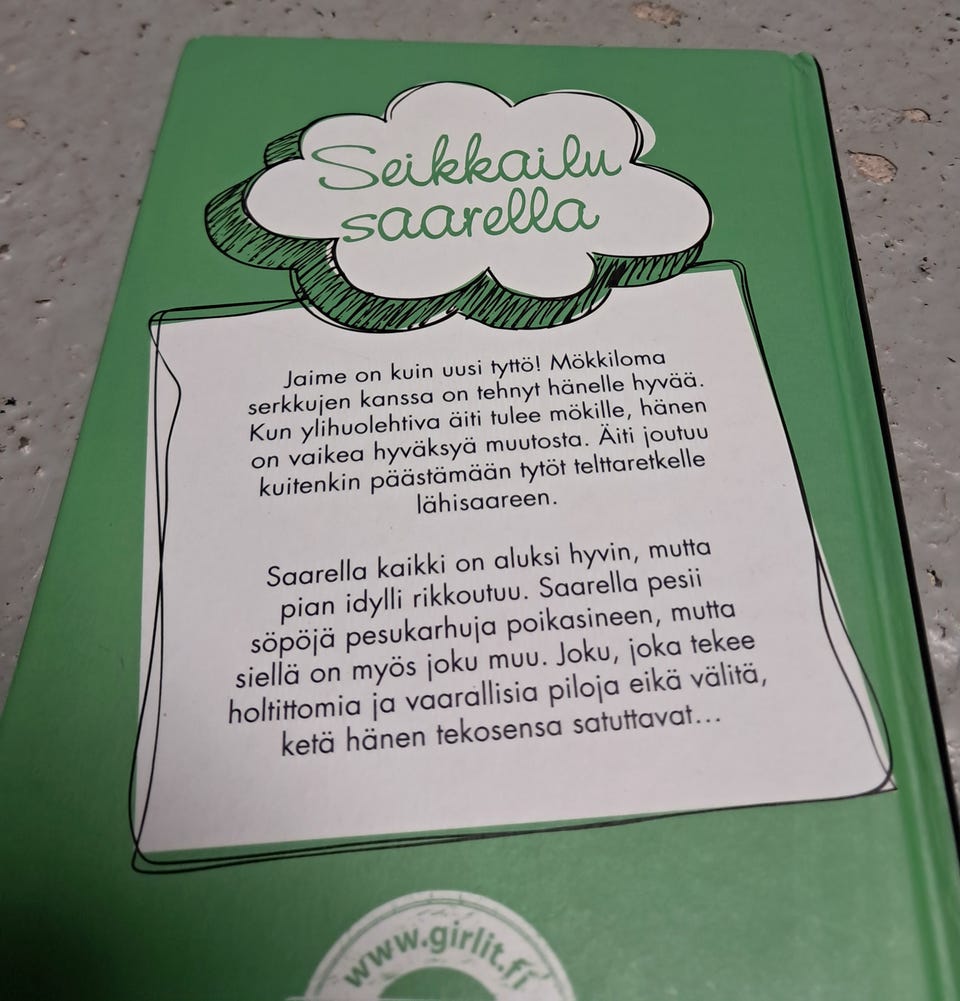 Seikkailu
saarella
Jaime on kuin uusi tyttö! Mökkiloma
serkkujen kanssa on tehnyt hänelle hyvää.
Kun ylihuolehtiva äiti tulee mökille, hänen
on vaikea hyväksyä muutosta. Äiti joutuu
kuitenkin päästämään tytöt telttaretkelle
lähisaareen.
Saarella kaikki on aluksi hyvin, mutta
pian idylli rikkoutuu. Saarella pesii
söpöjä pesukarhuja poikasineen, mutta
siellä on myös joku muu. Joku, joka tekee
holtittomia ja vaarallisia piloja eikä välitä,
ketä hänen tekosensa satuttavat...
www.girlit.fi